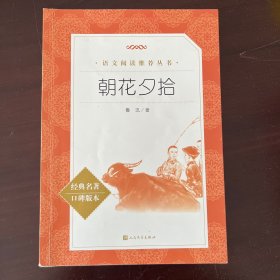 语文阅读推荐丛书
朝花夕拾
鲁迅/著
经典名著
口碑版本
人民文学出版社